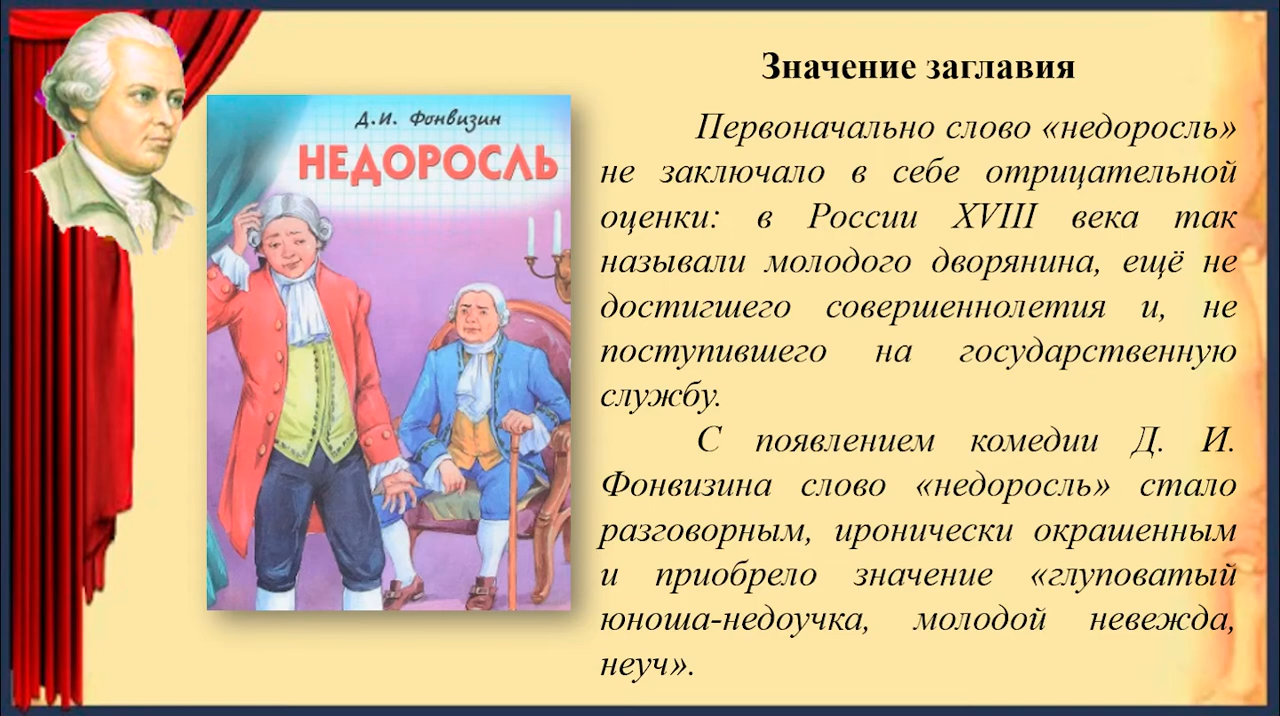 Значение заглавия
Д.И. Фонвизин
НЕДОРОСЛЬ
Первоначально слово «недоросль»
не заключало в себе отрицательной
оценки: в России XVIII века так
называли молодого дворянина, ещё не
достигшего совершеннолетия и, не
поступившего на государственную
службу.
С появлением комедии Д. И.
Фонвизина слово «недоросль» стало
разговорным, иронически окрашенным
и приобрело значение «глуповатый
юноша-недоучка, молодой невежда,
неуч».